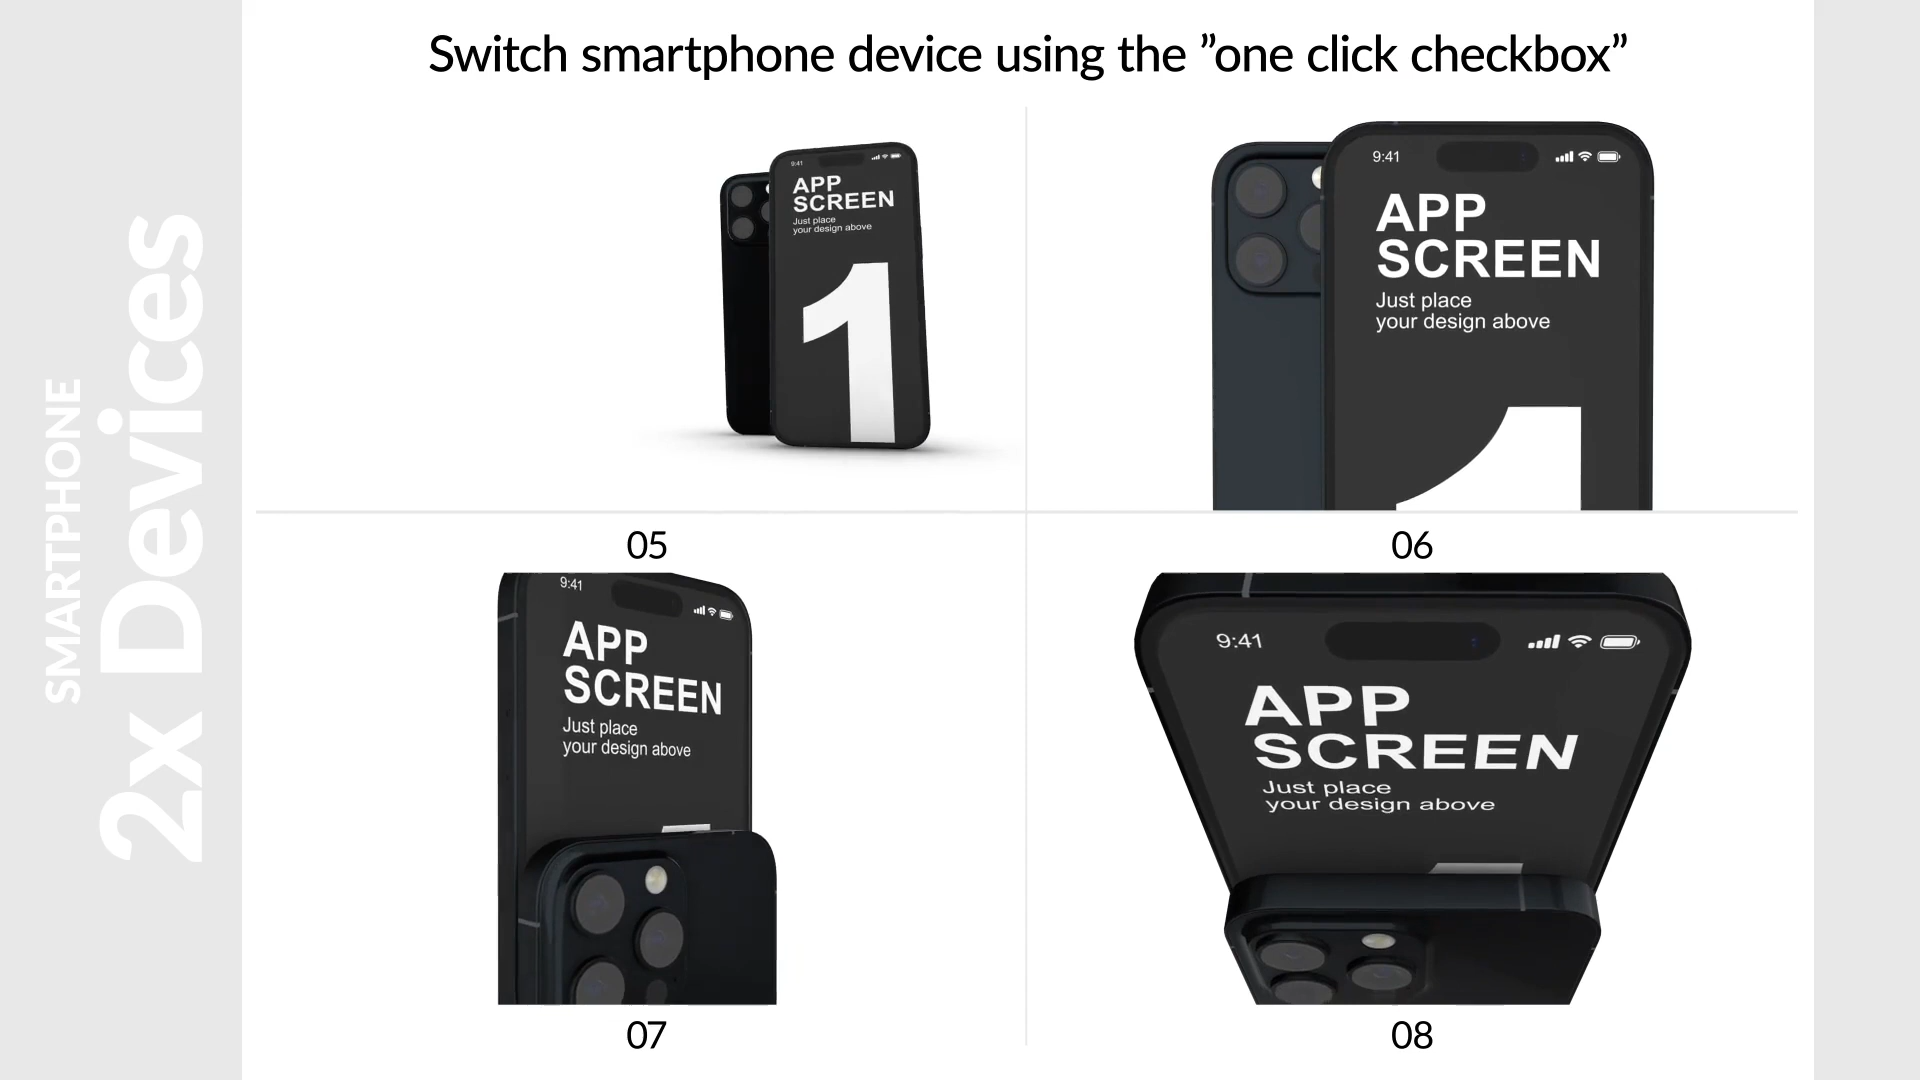 Switch smartphone device using the ”one click checkbox”
SMARTPHONE
2x Devices
9:41
APP
SCREEN
Just place
your design above
1
05
9:41
APP
SCREEN
Just place
your design above
1
06
9:41
APP
SCREEN
Just place
your design above
07
9:41
APP
SCREEN
Just place
your design above
08